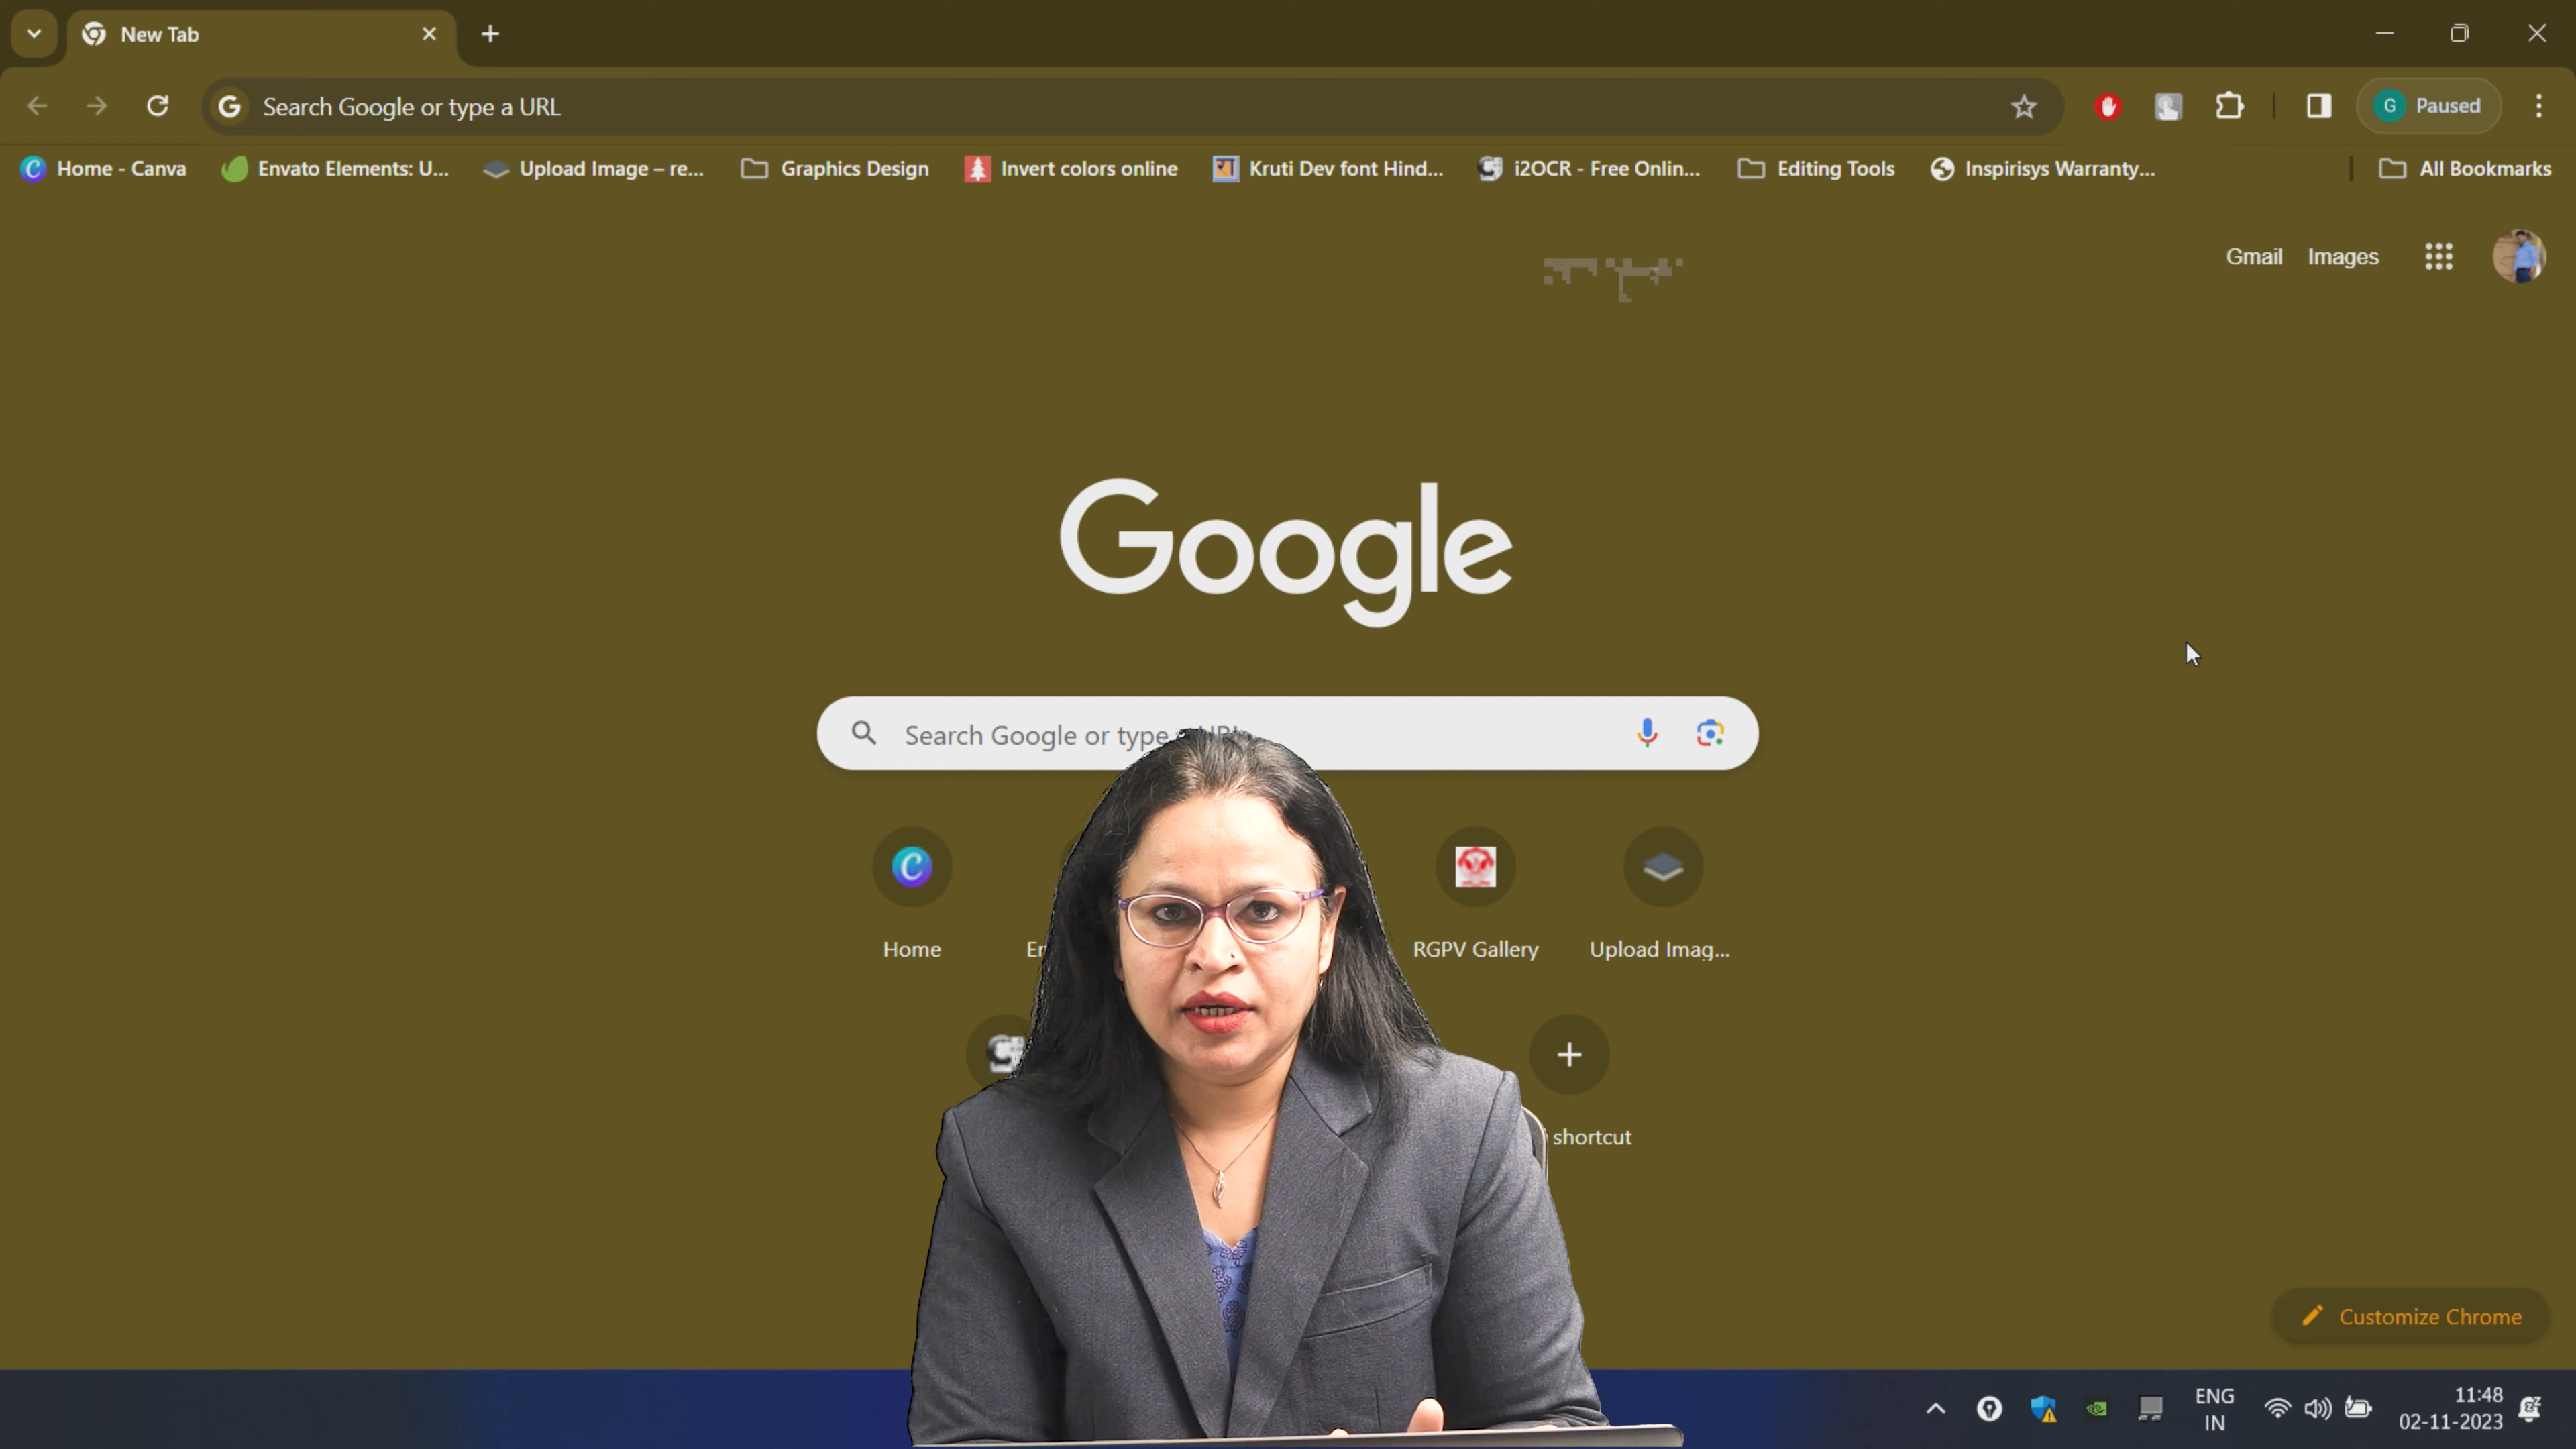 New Tab
Search Google or type a URL
G Paused
Home - Canva
Envato Elements: U...
Upload Image – re...
Graphics Design
Invert colors online
Kruti Dev font Hind...
i2OCR - Free Onlin...
Editing Tools
Inspirisys Warranty...
All Bookmarks
Gmail Images
Google
Search Google or type
Home
RGPV Gallery
Upload Imag...
shortcut
Customize Chrome
ENG
IN
11:48
02-11-2023